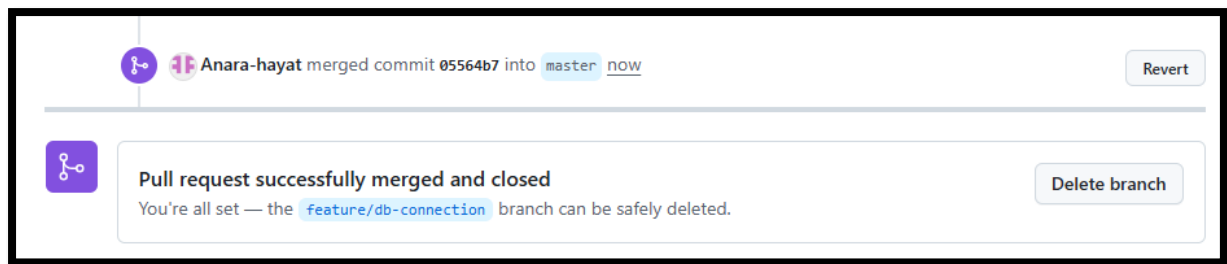 Anara-hayat merged commit 05564b7 into master now
Revert
Pull request successfully merged and closed
Delete branch
You're all set — the feature/db-connection branch can be safely deleted.